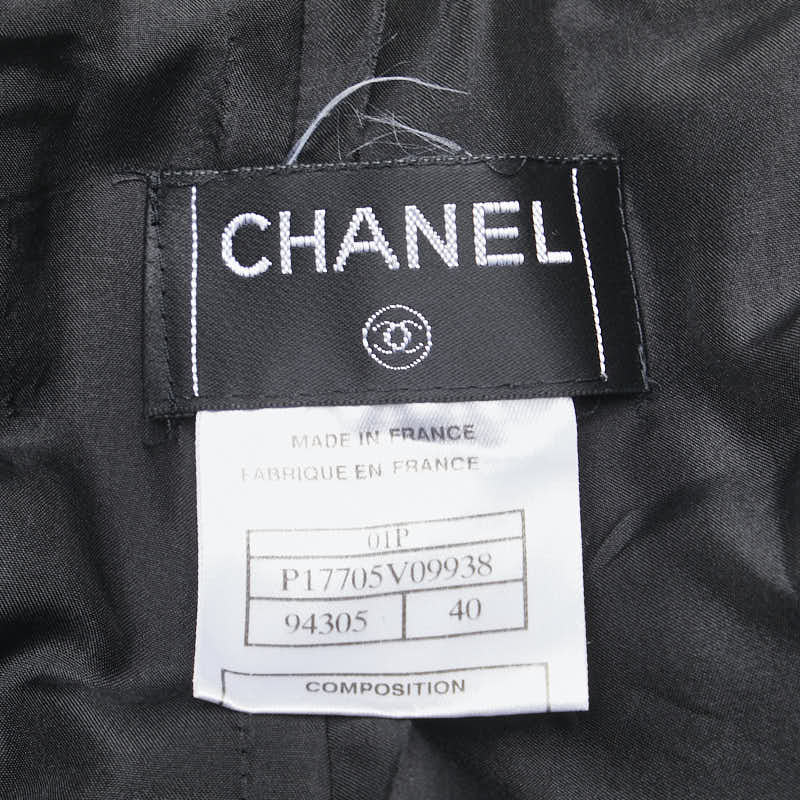 CHANEL
MADE IN FRANCE
FABRIQUE EN FRANCE
01P
P17705V09938
94305 40
COMPOSITION